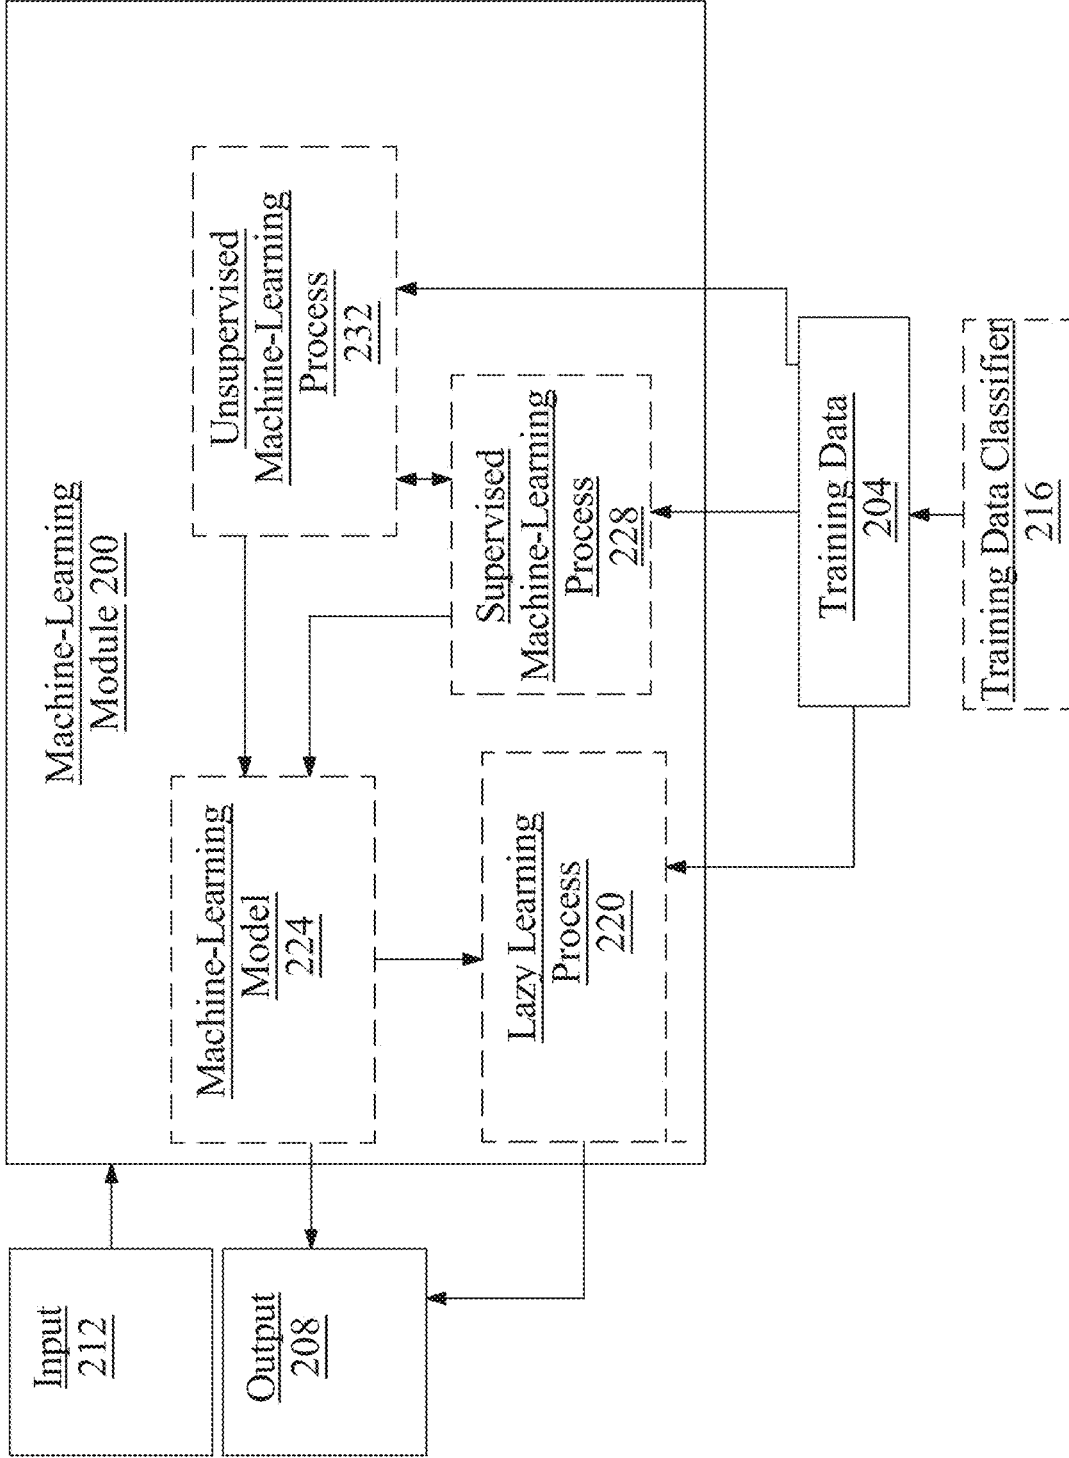 Machine-Learning
Module 200
Input
212
Output
208
Machine-Learning
Model
224
Unsupervised
Machine-Learning
Process
232
Lazy Learning
Process
220
Supervised
Machine-Learning
Process
228
Training Data
204
Training Data Classifier
216